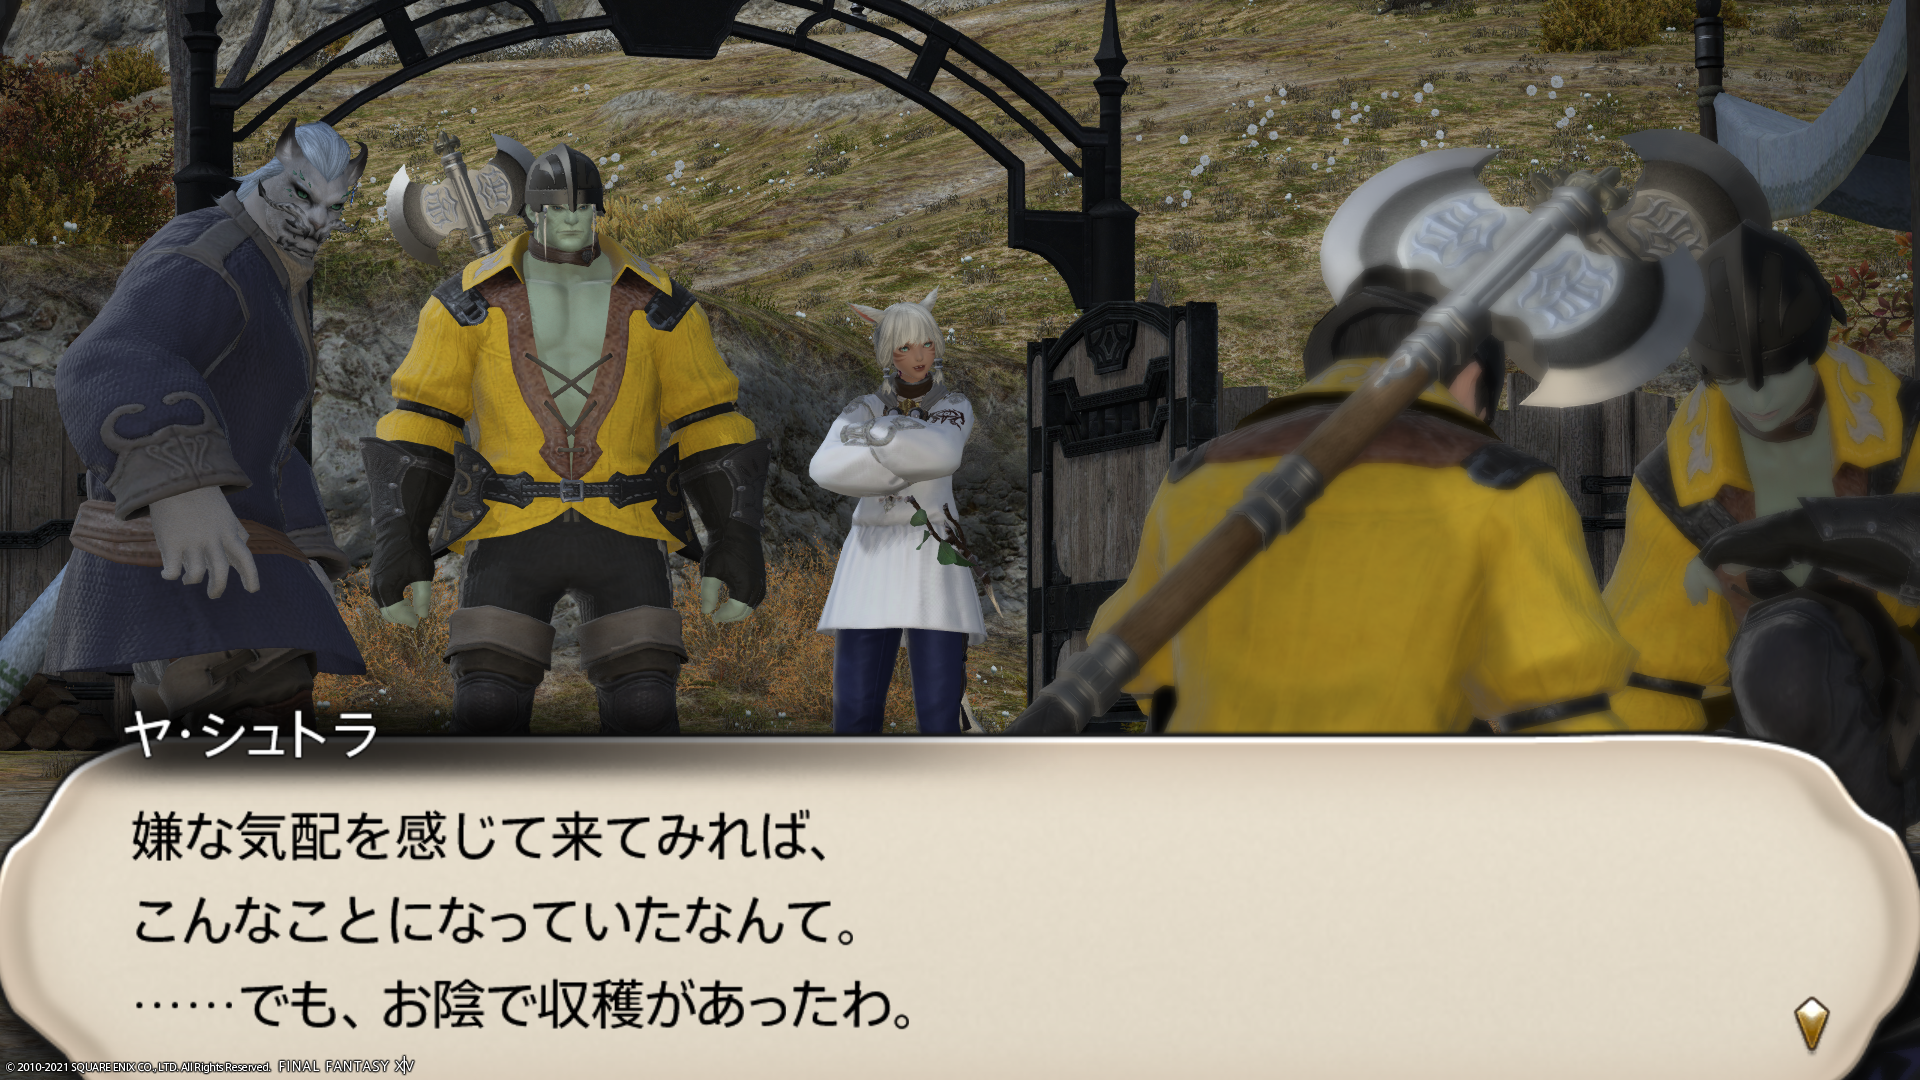 ヤ・シュトラ
嫌な気配を感じて来てみれば、
こんなことになっていたなんて。
……でも、お陰で収穫があったわ。
© 2010-2021 SQUARE ENIX CO., LTD. All Rights Reserved. FINAL FANTASY XIV